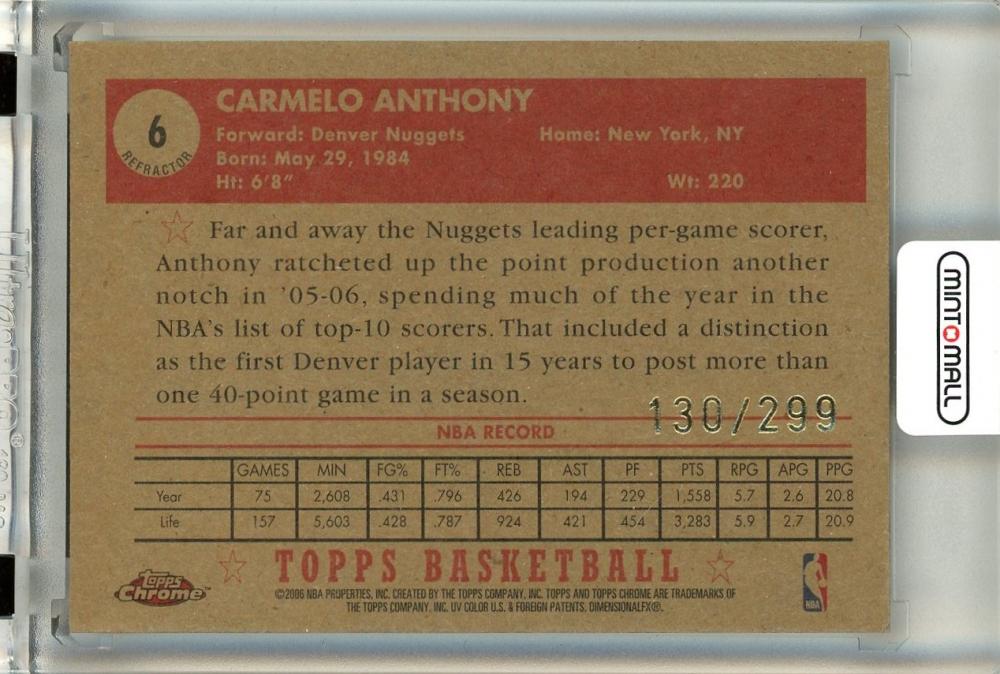 6
REFRACTOR
CARMELO ANTHONY
Forward: Denver Nuggets Home: New York, NY
Born: May 29, 1984
Ht: 6'8" Wt: 220
Far and away the Nuggets leading per-game scorer,
Anthony ratcheted up the point production another
notch in '05-06, spending much of the year in the
NBA's list of top-10 scorers. That included a distinction
as the first Denver player in 15 years to post more than
one 40-point game in a season.
130/299
NBA RECORD
GAMES MIN FG% FT% REB AST PF PTS RPG APG PPG
Year 75 2,608 .431 .796 426 194 229 1,558 5.7 2.6 20.8
Life 157 5,603 .428 .787 924 421 454 3,283 5.9 2.7 20.9
TOPPS BASKETBALL
Topps Chrome™
©2006 NBA PROPERTIES, INC. CREATED BY THE TOPPS COMPANY, INC. TOPPS AND TOPPS CHROME ARE TRADEMARKS OF
THE TOPPS COMPANY, INC. UV COLOR U.S. & FOREIGN PATENTS. DIMENSIONALFX®.
NBA
MINT MALL